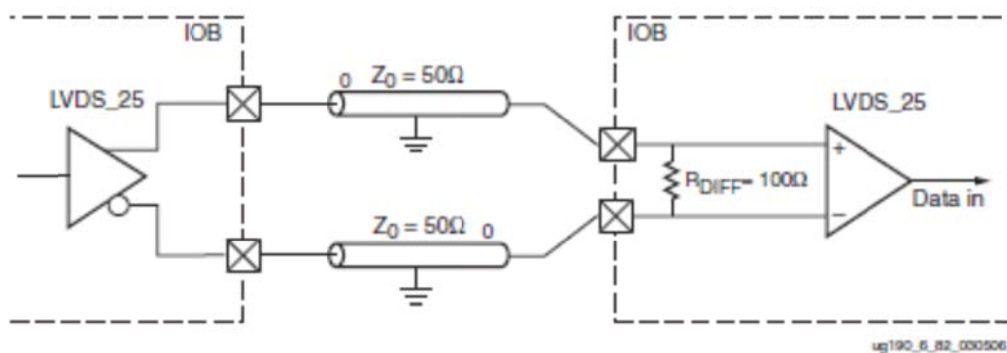 IOB
IOB
LVDS_25
0 Z0 = 50Ω
LVDS_25
+
RDIFF= 100Ω
−
Data in
Z0 = 50Ω 0
ug190_6_82_030506